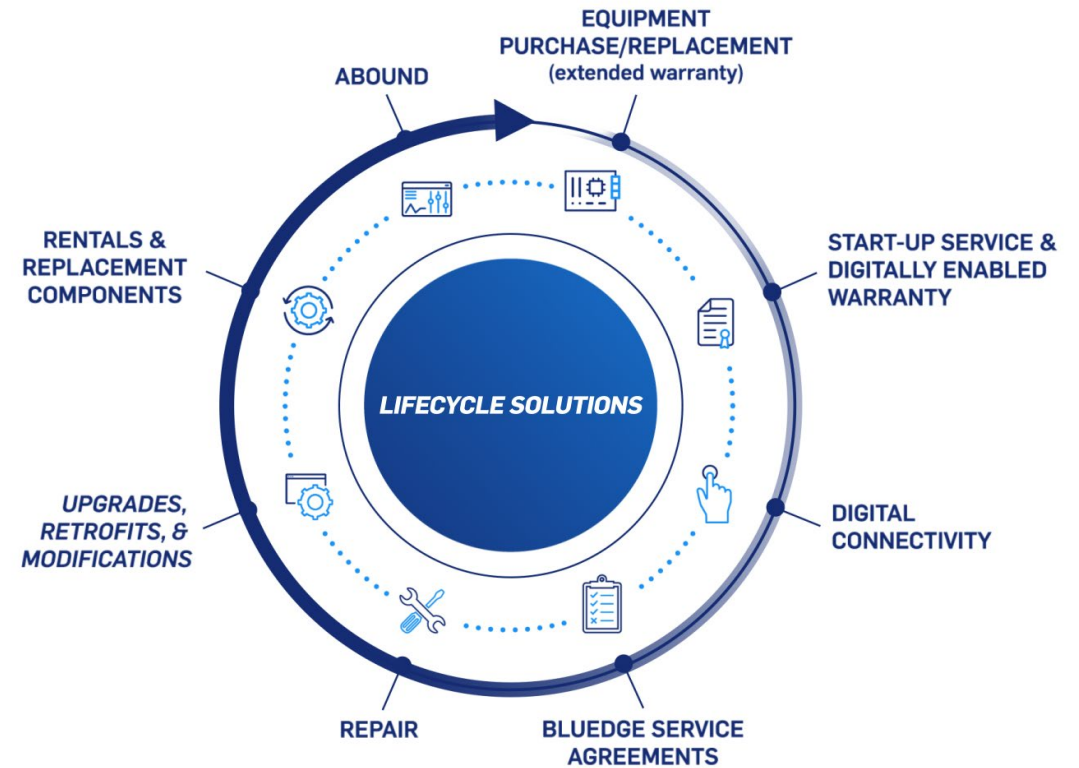 EQUIPMENT
PURCHASE/REPLACEMENT
(extended warranty)
START-UP SERVICE &
DIGITALLY ENABLED
WARRANTY
DIGITAL
CONNECTIVITY
BLUEDGE SERVICE
AGREEMENTS
REPAIR
UPGRADES,
RETROFITS, &
MODIFICATIONS
RENTALS &
REPLACEMENT
COMPONENTS
ABOUND
LIFECYCLE SOLUTIONS